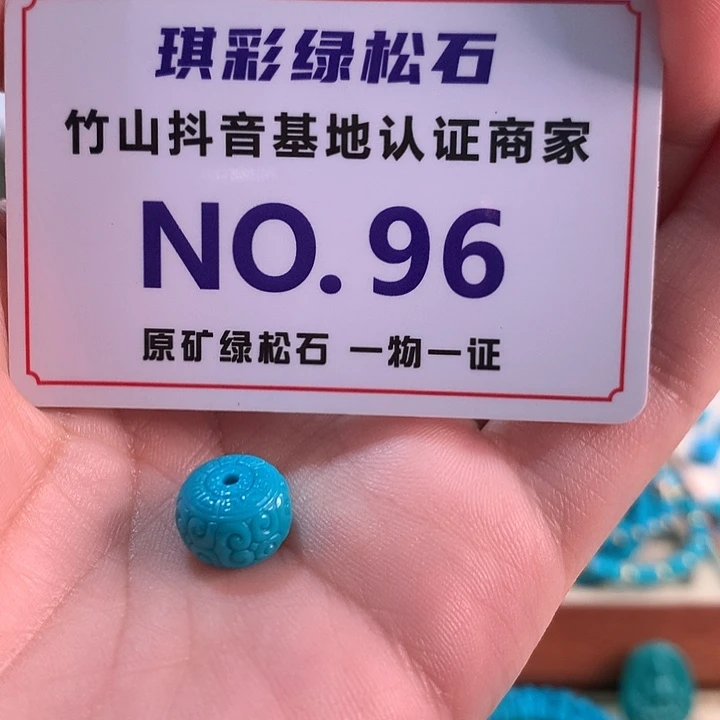 琪彩绿松石
竹山抖音基地认证商家
NO. 96
原矿绿松石 一物一证